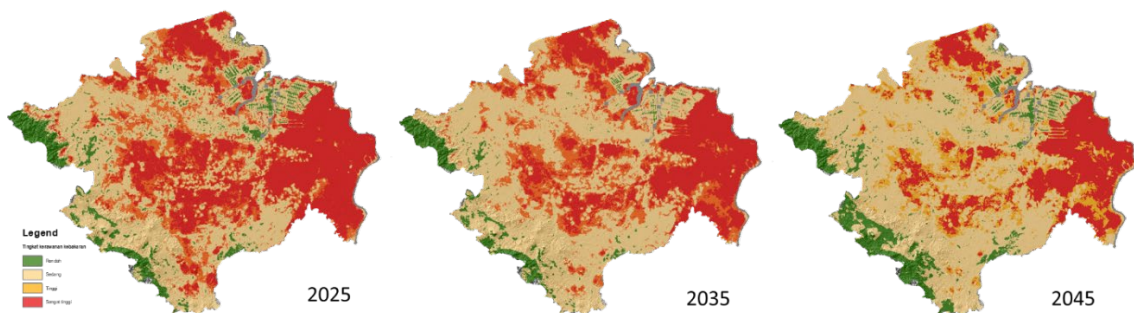 Legend
Tingkat kerawanan kebakaran
Rendah
Sedang
Tinggi
Sangat tinggi
2025
2035
2045